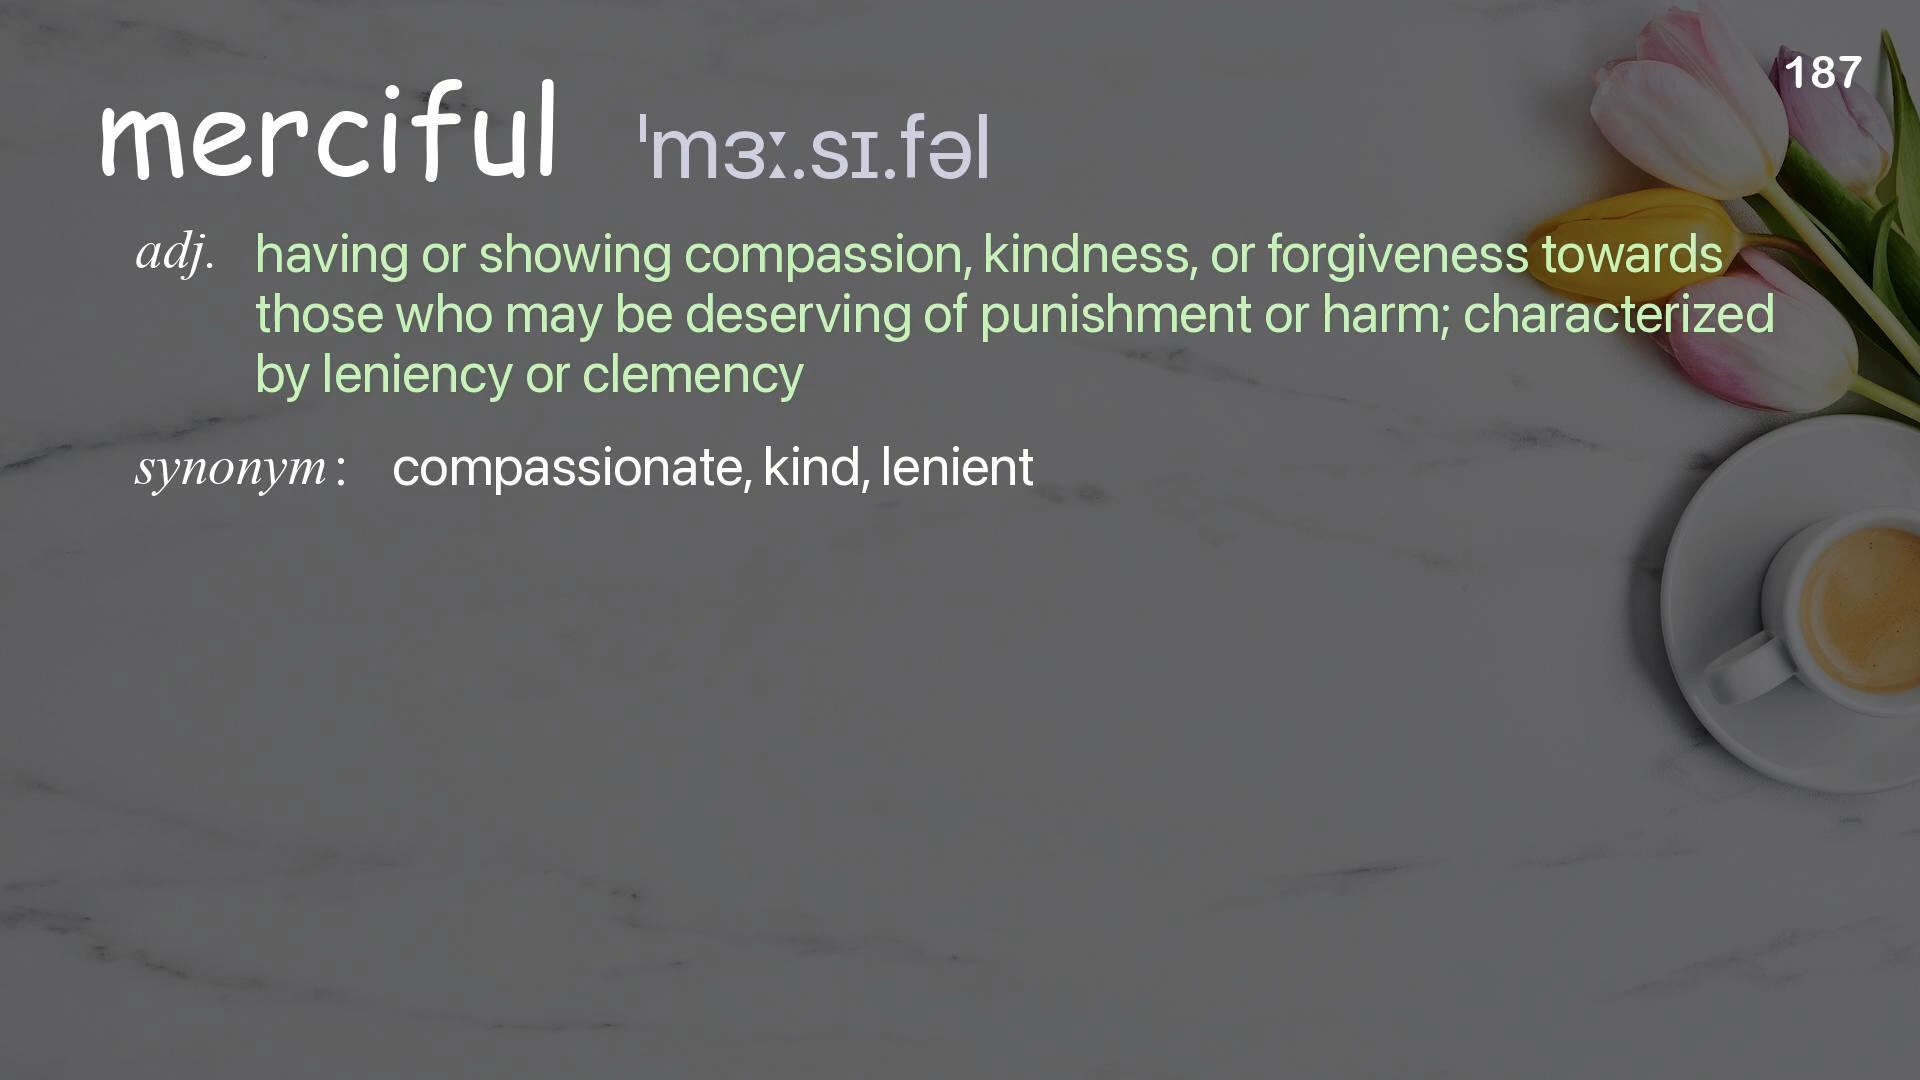 187
merciful ˈmɜː.sɪ.fəl
adj. having or showing compassion, kindness, or forgiveness towards
those who may be deserving of punishment or harm; characterized
by leniency or clemency
synonym: compassionate, kind, lenient